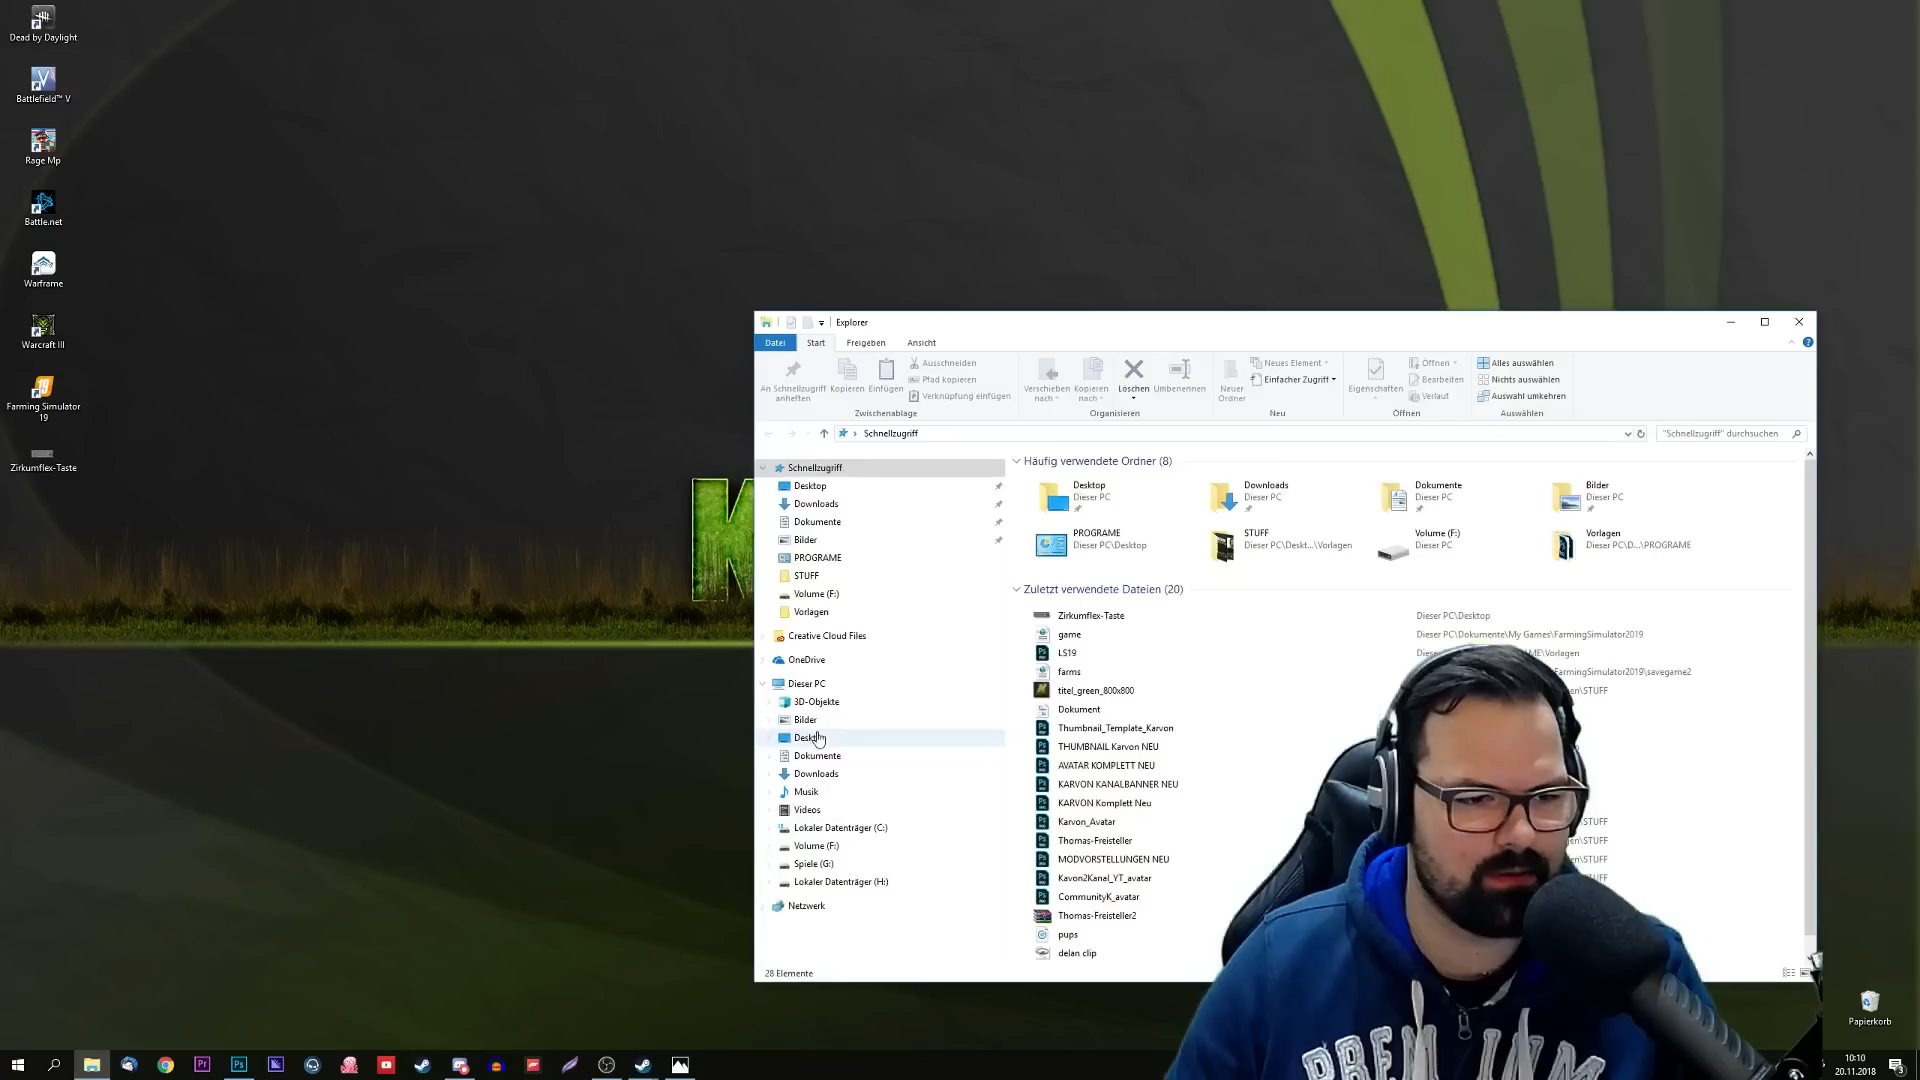 Dead by Daylight
Battlefield™ V
Rage Mp
Battle.net
Warframe
Warcraft III
Farming Simulator
19
Zirkumflex-Taste
K
Explorer
Datei Start Freigeben Ansicht
An Schnellzugriff
anheften
Kopieren
Einfügen
Ausschneiden
Pfad kopieren
Verknüpfung einfügen
Zwischenablage
Verschieben
nach
Kopieren
nach
Löschen
Umbenennen
Organisieren
Neuer
Ordner
Neues Element
Einfacher Zugriff
Neu
Eigenschaften
Öffnen
Bearbeiten
Verlauf
Öffnen
Alles auswählen
Nichts auswählen
Auswahl umkehren
Auswählen
Schnellzugriff
"Schnellzugriff" durchsuchen
Schnellzugriff
Desktop
Downloads
Dokumente
Bilder
PROGRAME
STUFF
Volume (F:)
Vorlagen
Creative Cloud Files
OneDrive
Dieser PC
3D-Objekte
Bilder
Desktop
Dokumente
Downloads
Musik
Videos
Lokaler Datenträger (C:)
Volume (F:)
Spiele (G:)
Lokaler Datenträger (H:)
Netzwerk
28 Elemente
Häufig verwendete Ordner (8)
Desktop
Dieser PC
Downloads
Dieser PC
Dokumente
Dieser PC
Bilder
Dieser PC
PROGRAME
Dieser PC\Desktop
STUFF
Dieser PC\Deskt...\Vorlagen
Volume (F:)
Dieser PC
Vorlagen
Dieser PC\D...\PROGRAME
Zuletzt verwendete Dateien (20)
Zirkumflex-Taste Dieser PC\Desktop
game Dieser PC\Dokumente\My Games\FarmingSimulator2019
LS19
farms FarmingSimulator2019\savegame2
titel_green_800x800 \STUFF
Dokument
Thumbnail_Template_Karvon
THUMBNAIL Karvon NEU
AVATAR KOMPLETT NEU
KARVON KANALBANNER NEU
KARVON Komplett Neu
Karvon_Avatar \STUFF
Thomas-Freisteller \STUFF
MODVORSTELLUNGEN NEU \STUFF
Kavon2Kanal_YT_avatar \STUFF
CommunityK_avatar
Thomas-Freisteller2
pups
delan clip
Papierkorb
10:10
20.11.2018